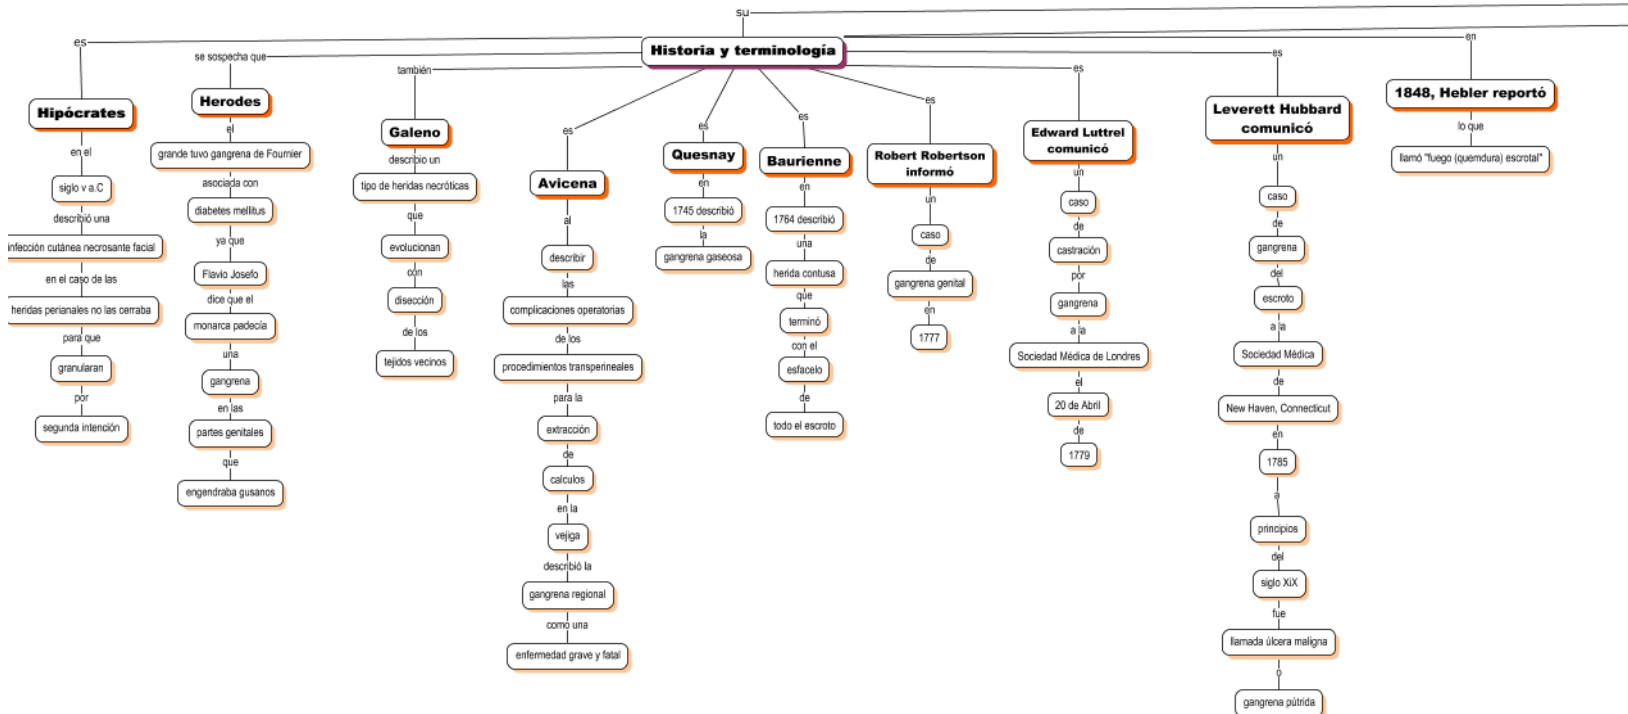 su
Historia y terminología
es
Hipócrates
en el
siglo v a.C
describió una
infección cutánea necrosante facial
en el caso de las
heridas perianales no las cerraba
para que
granularan
por
segunda intención
se sospecha que
Herodes
el
grande tuvo gangrena de Fournier
asociada con
diabetes mellitus
ya que
Flavio Josefo
dice que el
monarca padecía
una
gangrena
en las
partes genitales
que
engendraba gusanos
también
Galeno
describio un
tipo de heridas necróticas
que
evolucionan
con
disección
de los
tejidos vecinos
es
Avicena
al
describir
las
complicaciones operatorias
de los
procedimientos transperineales
para la
extracción
de
calculos
en la
vejiga
describió la
gangrena regional
como una
enfermedad grave y fatal
es
Quesnay
en
1745 describió
la
gangrena gaseosa
es
Baurienne
en
1764 describió
una
herida contusa
que
terminó
con el
esfacelo
de
todo el escroto
es
Robert Robertson
informó
un
caso
de
gangrena genital
en
1777
es
Edward Luttrel
comunicó
un
caso
de
castración
por
gangrena
a la
Sociedad Médica de Londres
el
20 de Abril
de
1779
es
Leverett Hubbard
comunicó
un
caso
de
gangrena
del
escroto
a la
Sociedad Médica
de
New Haven, Connecticut
en
1785
a
principios
del
siglo XiX
fue
llamada úlcera maligna
o
gangrena pútrida
en
1848, Hebler reportó
lo que
llamó "fuego (quemdura) escrotal"